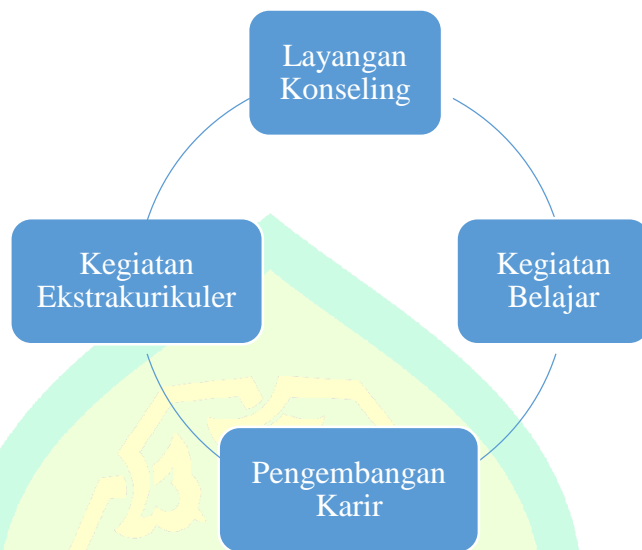 Layangan
Konseling
Kegiatan
Ekstrakurikuler
Kegiatan
Belajar
Pengembangan
Karir